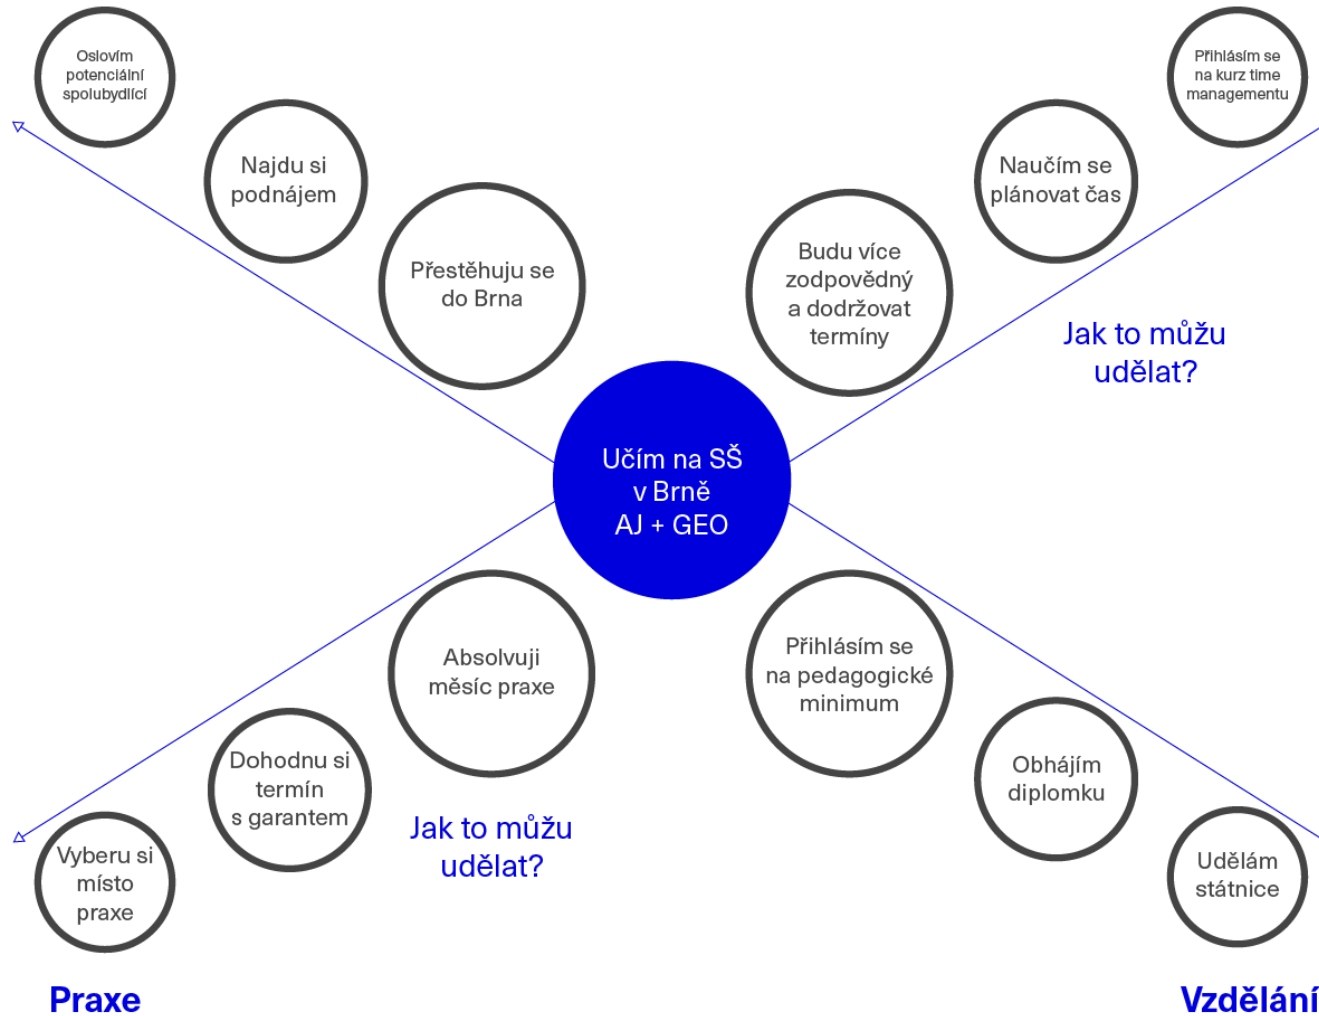 Oslovím
potenciální
spolubydlící
Najdu si
podnájem
Přestěhuju se
do Brna
Přihlásím se
na kurz time
managementu
Naučím se
plánovat čas
Budu více
zodpovědný
a dodržovat
termíny
Jak to můžu
udělat?
Učím na SŠ
v Brně
AJ + GEO
Absolvuji
měsíc praxe
Dohodnu si
termín
s garantem
Vyberu si
místo
praxe
Jak to můžu
udělat?
Přihlásím se
na pedagogické
minimum
Obhájím
diplomku
Udělám
státnice
Praxe
Vzdělání